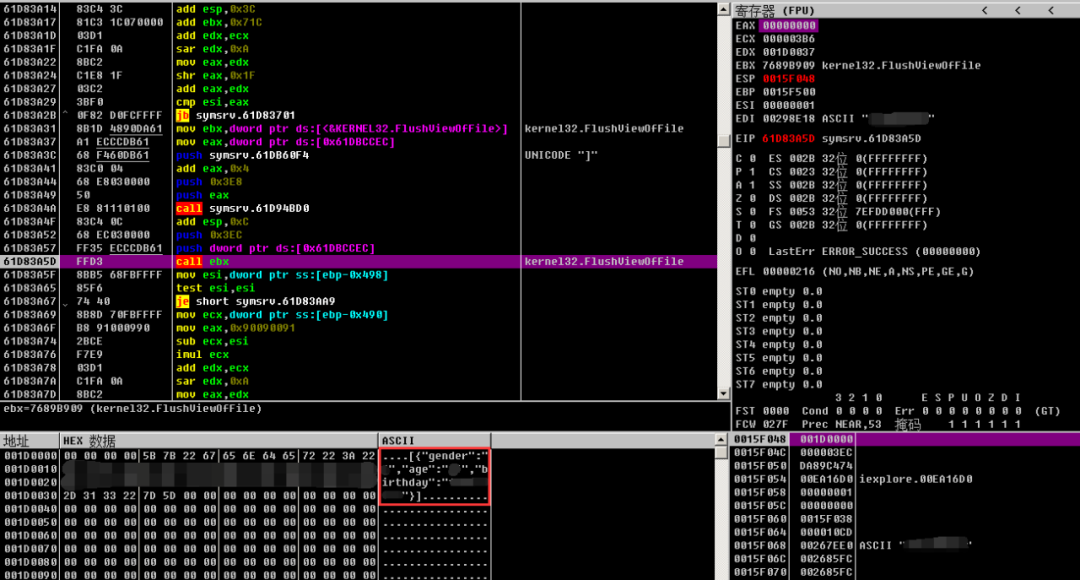 61D83A14 83C4 3C add esp,0x3C
61D83A17 81C3 1C070000 add ebx,0x71C
61D83A1D 03D1 add edx,ecx
61D83A1F C1FA 0A sar edx,0xA
61D83A22 8BC2 mov eax,edx
61D83A24 C1E8 1F shr eax,0x1F
61D83A27 03C2 add eax,edx
61D83A29 3BF0 cmp esi,eax
61D83A2B ^ 0F82 D0FCFFFF jb symsrv.61D83701
61D83A31 8B1D 4890DA61 mov ebx,dword ptr ds:[<&KERNEL32.FlushViewOfFile>] kernel32.FlushViewOfFile
61D83A37 A1 ECCCDB61 mov eax,dword ptr ds:[0x61DBCCEC]
61D83A3C 68 F460DB61 push symsrv.61DB60F4 UNICODE "]"
61D83A41 83C0 04 add eax,0x4
61D83A44 68 E8030000 push 0x3E8
61D83A49 50 push eax
61D83A4A E8 81110100 call symsrv.61D94BD0
61D83A4F 83C4 0C add esp,0xC
61D83A52 68 EC030000 push 0x3EC
61D83A57 FF35 ECCCDB61 push dword ptr ds:[0x61DBCCEC]
61D83A5D FFD3 call ebx kernel32.FlushViewOfFile
61D83A5F 8BB5 68FBFFFF mov esi,dword ptr ss:[ebp-0x498]
61D83A65 85F6 test esi,esi
61D83A67 74 40 je short symsrv.61D83AA9
61D83A69 8B8D 70FBFFFF mov ecx,dword ptr ss:[ebp-0x490]
61D83A6F B8 91000990 mov eax,0x90090091
61D83A74 2BCE sub ecx,esi
61D83A76 F7E9 imul ecx
61D83A78 03D1 add edx,ecx
61D83A7A C1FA 0A sar edx,0xA
61D83A7D 8BC2 mov eax,edx
ebx=7689B909 (kernel32.FlushViewOfFile)
寄存器 (FPU) < < <
EAX 00000000
ECX 000003B6
EDX 001D0037
EBX 7689B909 kernel32.FlushViewOfFile
ESP 0015F048
EBP 0015F500
ESI 00000001
EDI 00298E18 ASCII "
EIP 61D83A5D symsrv.61D83A5D
C 0 ES 002B 32位 0(FFFFFFFF)
P 1 CS 0023 32位 0(FFFFFFFF)
A 1 SS 002B 32位 0(FFFFFFFF)
Z 0 DS 002B 32位 0(FFFFFFFF)
S 0 FS 0053 32位 7EFDD000(FFF)
T 0 GS 002B 32位 0(FFFFFFFF)
D 0
O 0 LastErr ERROR_SUCCESS (00000000)
EFL 00000216 (NO,NB,NE,A,NS,PE,GE,G)
ST0 empty 0.0
ST1 empty 0.0
ST2 empty 0.0
ST3 empty 0.0
ST4 empty 0.0
ST5 empty 0.0
ST6 empty 0.0
ST7 empty 0.0
3 2 1 0 E S P U O Z D I
FST 0000 Cond 0 0 0 0 Err 0 0 0 0 0 0 0 0 (GT)
FCW 027F Prec NEAR,53 掩码 1 1 1 1 1 1
地址 HEX 数据 ASCII
001D0000 00 00 00 00 5B 7B 22 67 65 6E 64 65 72 22 3A 22 ....[{"gender":"
001D0010 ","age":" ","b
001D0020 irthday":"
001D0030 2D 31 33 22 7D 5D 00 00 00 00 00 00 00 00 00 00 "}]..........
001D0040 00 00 00 00 00 00 00 00 00 00 00 00 00 00 00 00 ................
001D0050 00 00 00 00 00 00 00 00 00 00 00 00 00 00 00 00 ................
001D0060 00 00 00 00 00 00 00 00 00 00 00 00 00 00 00 00 ................
001D0070 00 00 00 00 00 00 00 00 00 00 00 00 00 00 00 00 ................
001D0080 00 00 00 00 00 00 00 00 00 00 00 00 00 00 00 00 ................
001D0090 00 00 00 00 00 00 00 00 00 00 00 00 00 00 00 00 ................
0015F048 001D0000
0015F04C 000003EC
0015F050 DA89C474
0015F054 00EA16D0 iexplore.00EA16D0
0015F058 00000001
0015F05C 00000000
0015F060 0015F038
0015F064 000010CD
0015F068 00267EE0 ASCII "
0015F06C 002685FC
0015F070 002685FC